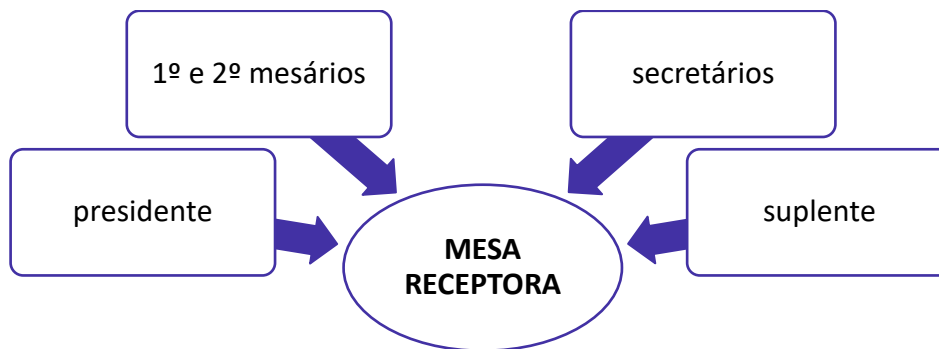 1º e 2º mesários
secretários
presidente
suplente
MESA
RECEPTORA